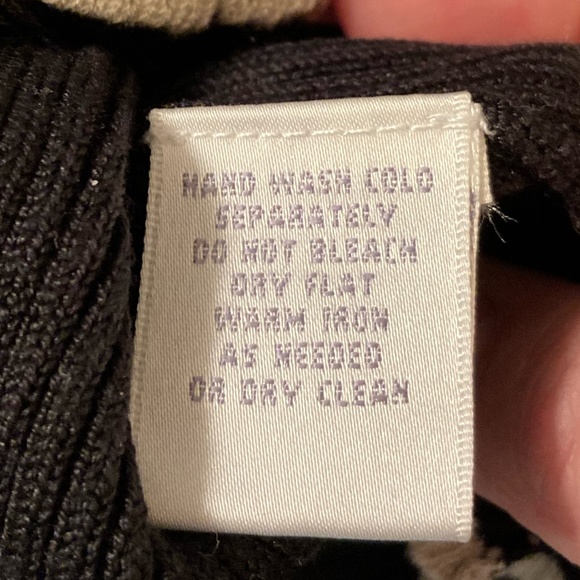 HAND WASH COLD
SEPARATELY
DO NOT BLEACH
DRY FLAT
WARM IRON
AS NEEDED
OR DRY CLEAN